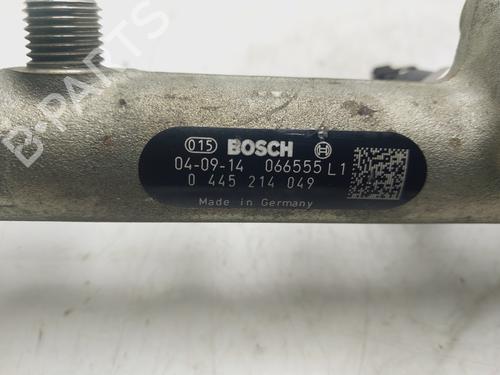 015 BOSCH
04-09-14 066555 L1
0 445 214 049
Made in Germany
B-PARTS